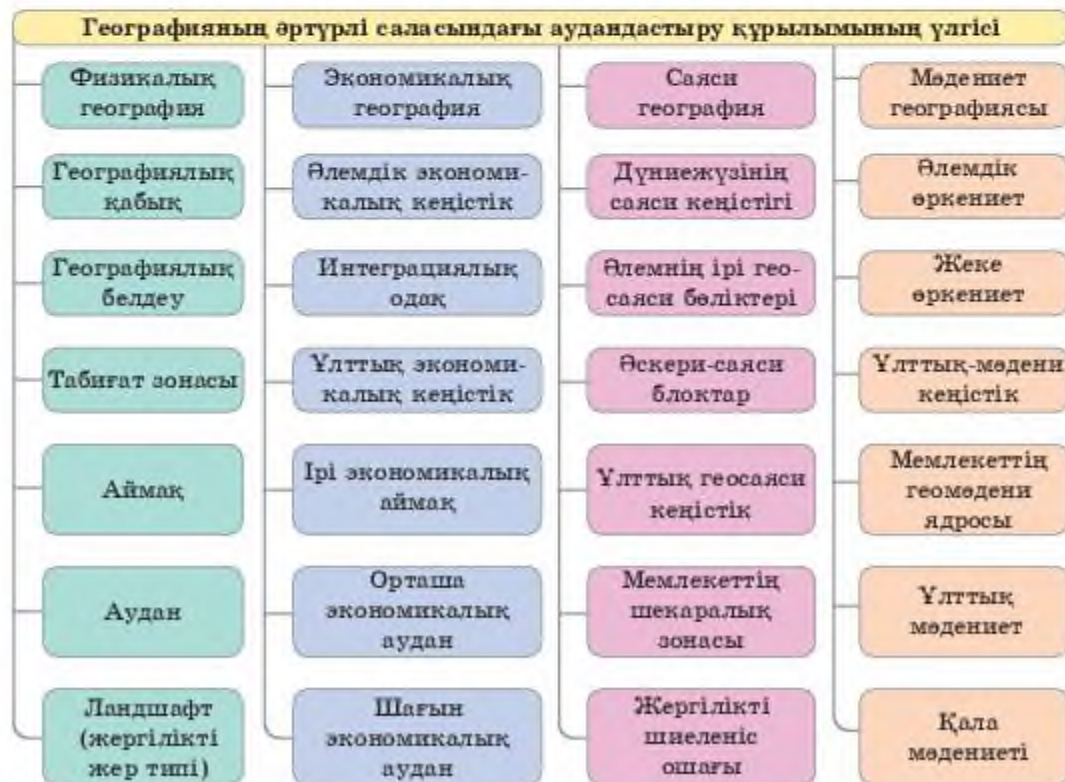 Географияның әртүрлі саласындағы аудандастыру құрылымының үлгісі
Физикалық
география
Географиялық
қабық
Географиялық
белдеу
Табиғат зонасы
Аймақ
Аудан
Ландшафт
(жергілікті
жер типі)
Экономикалық
география
Әлемдік экономи-
калық кеңістік
Интеграциялық
одақ
Ұлттық экономи-
калық кеңістік
Ірі экономикалық
аймақ
Орташа
экономикалық
аудан
Шағын
экономикалық
аудан
Саяси
география
Дүниежүзінің
саяси кеңістігі
Әлемнің ірі гео-
саяси бөліктері
Әскери-саяси
блоктар
Ұлттық геосаяси
кеңістік
Мемлекеттің
шекаралық
зонасы
Жергілікті
шиеленіс
ошағы
Мәдениет
географиясы
Әлемдік
өркениет
Жеке
өркениет
Ұлттық-мәдени
кеңістік
Мемлекеттің
геомәдени
ядросы
Ұлттық
мәдениет
Қала
мәдениеті